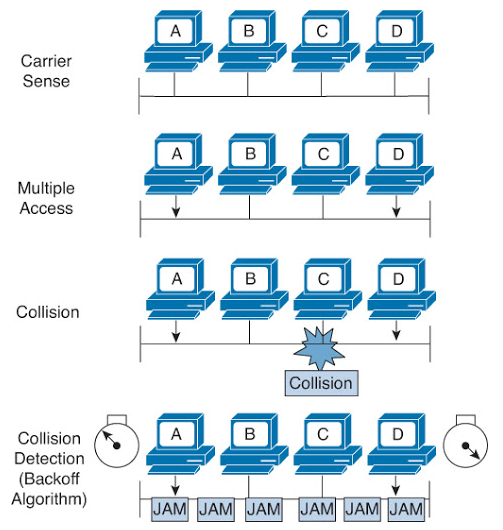 A B C D
Carrier
Sense
A B C D
Multiple
Access
A B C D
Collision
Collision
A B C D
Collision
Detection
(Backoff
Algorithm)
JAM JAM JAM JAM JAM JAM